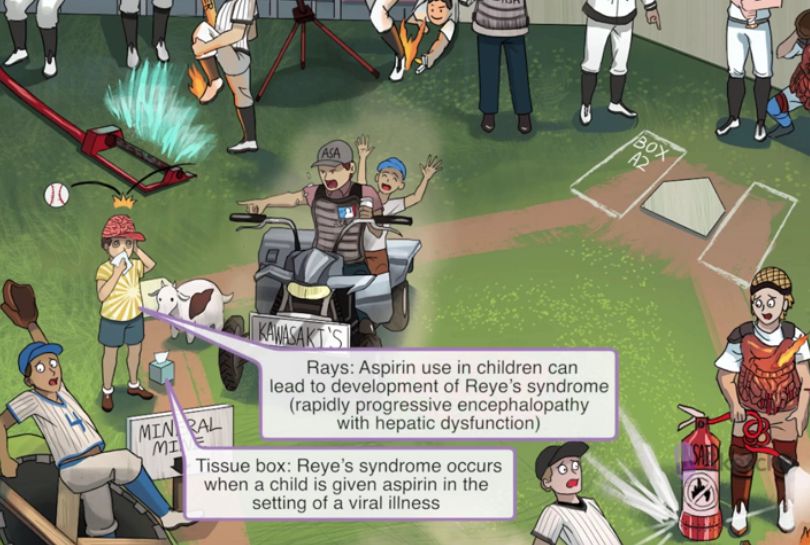 ASA
BOX
A2
KAWASAKI'S
Rays: Aspirin use in children can
lead to development of Reye's syndrome
(rapidly progressive encephalopathy
with hepatic dysfunction)
4
MINERAL
Tissue box: Reye's syndrome occurs
when a child is given aspirin in the
setting of a viral illness